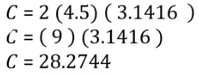 C = 2 (4.5) ( 3.1416 )
C = ( 9 ) (3.1416 )
C = 28.2744